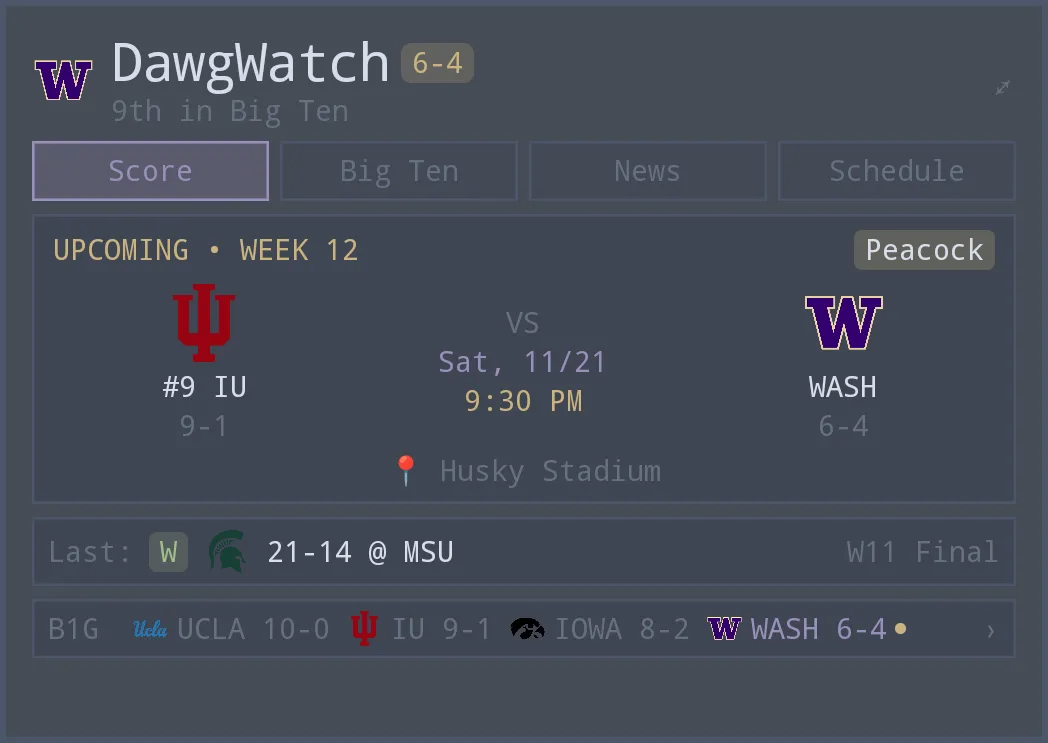 DawgWatch 6-4
9th in Big Ten
Score Big Ten News Schedule
UPCOMING • WEEK 12 Peacock
VS
Sat, 11/21
9:30 PM
#9 IU
9-1
WASH
6-4
📍 Husky Stadium
Last: W 21-14 @ MSU W11 Final
B1G Ucla UCLA 10-0 IU 9-1 IOWA 8-2 W WASH 6-4 • ›